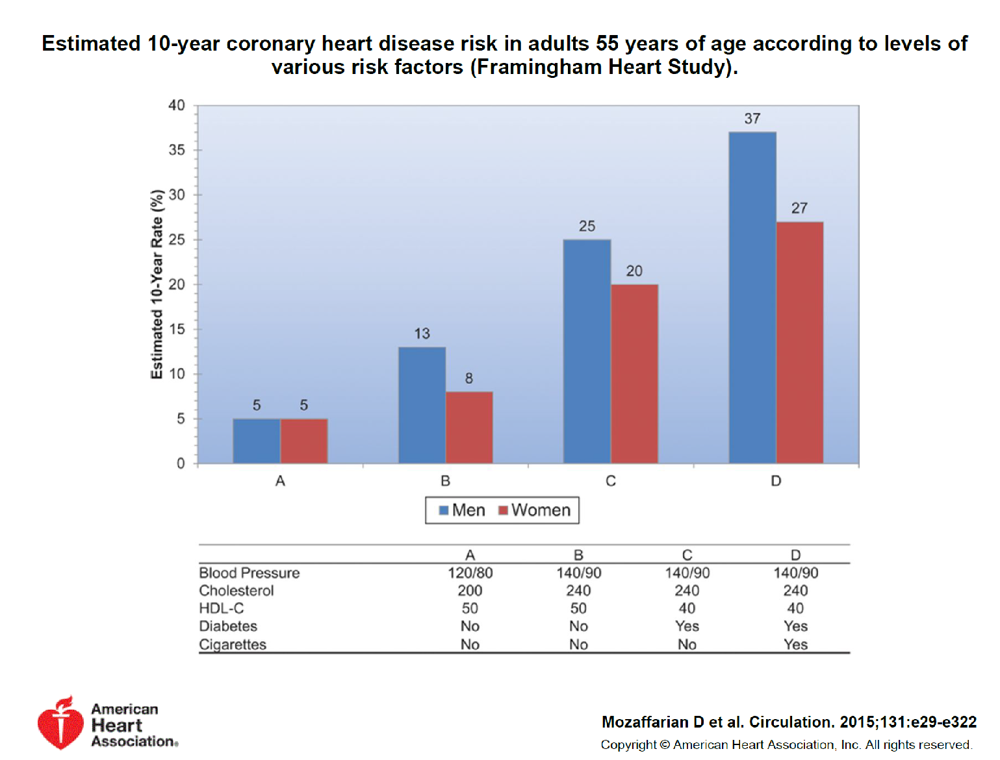 Estimated 10-year coronary heart disease risk in adults 55 years of age according to levels of
various risk factors (Framingham Heart Study).
40
35
30
25
20
15
10
5
0
Estimated 10-Year Rate (%)
5 5
13 8
25 20
37 27
A B C D
Men Women
A B C D
Blood Pressure 120/80 140/90 140/90 140/90
Cholesterol 200 240 240 240
HDL-C 50 50 40 40
Diabetes No No Yes Yes
Cigarettes No No No Yes
American
Heart
Association®
Mozaffarian D et al. Circulation. 2015;131:e29-e322
Copyright © American Heart Association, Inc. All rights reserved.